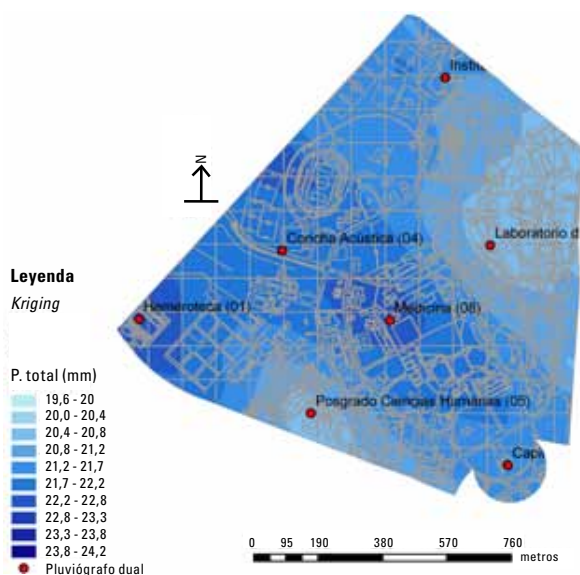 N
Concha Acústica (04)
Laboratorio d
Hemeroteca (01)
Medicina (08)
Posgrado Ciencias Humanas (05)
Capi
Leyenda
Kriging
P. total (mm)
19,6 - 20
20,0 - 20,4
20,4 - 20,8
20,8 - 21,2
21,2 - 21,7
21,7 - 22,2
22,2 - 22,8
22,8 - 23,3
23,3 - 23,8
23,8 - 24,2
Pluviógrafo dual
0 95 190 380 570 760
metros